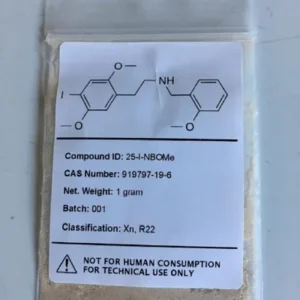 O
NH
I
O
O
Compound ID: 25-I-NBOMe
CAS Number: 919797-19-6
Net. Weight: 1 gram
Batch: 001
Classification: Xn, R22
! NOT FOR HUMAN CONSUMPTION
FOR TECHNICAL USE ONLY